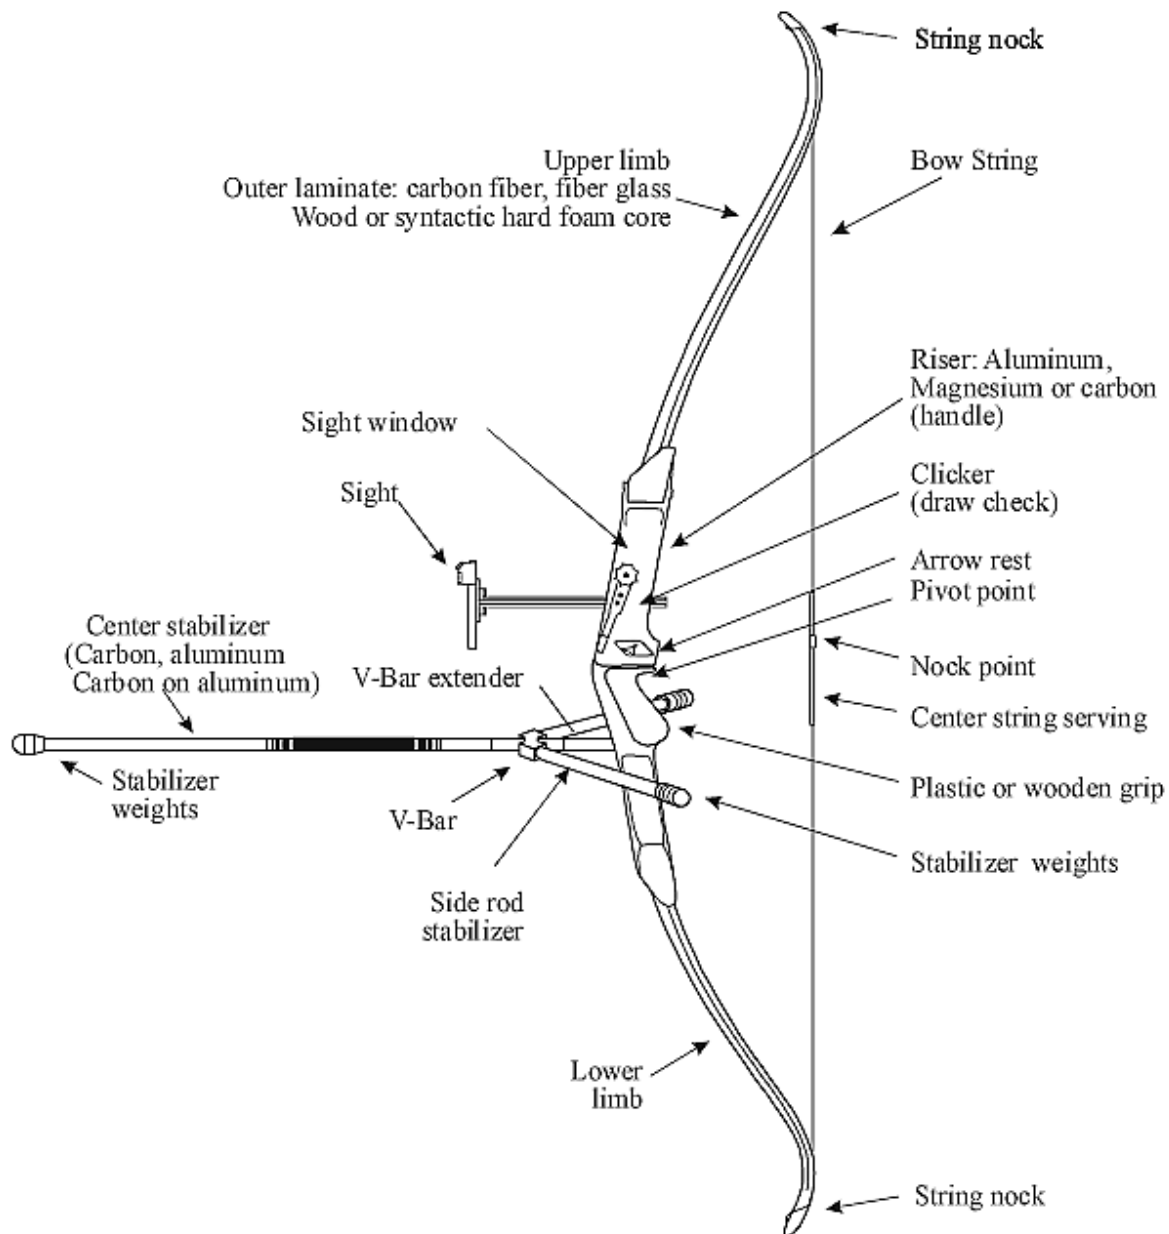 String nock
Upper limb
Outer laminate: carbon fiber, fiber glass
Wood or syntactic hard foam core
Bow String
Riser: Aluminum,
Magnesium or carbon
(handle)
Sight window
Clicker
(draw check)
Sight
Arrow rest
Pivot point
Center stabilizer
(Carbon, aluminum
Carbon on aluminum)
V-Bar extender
Nock point
Center string serving
Stabilizer
weights
Plastic or wooden grip
V-Bar
Stabilizer weights
Side rod
stabilizer
Lower
limb
String nock